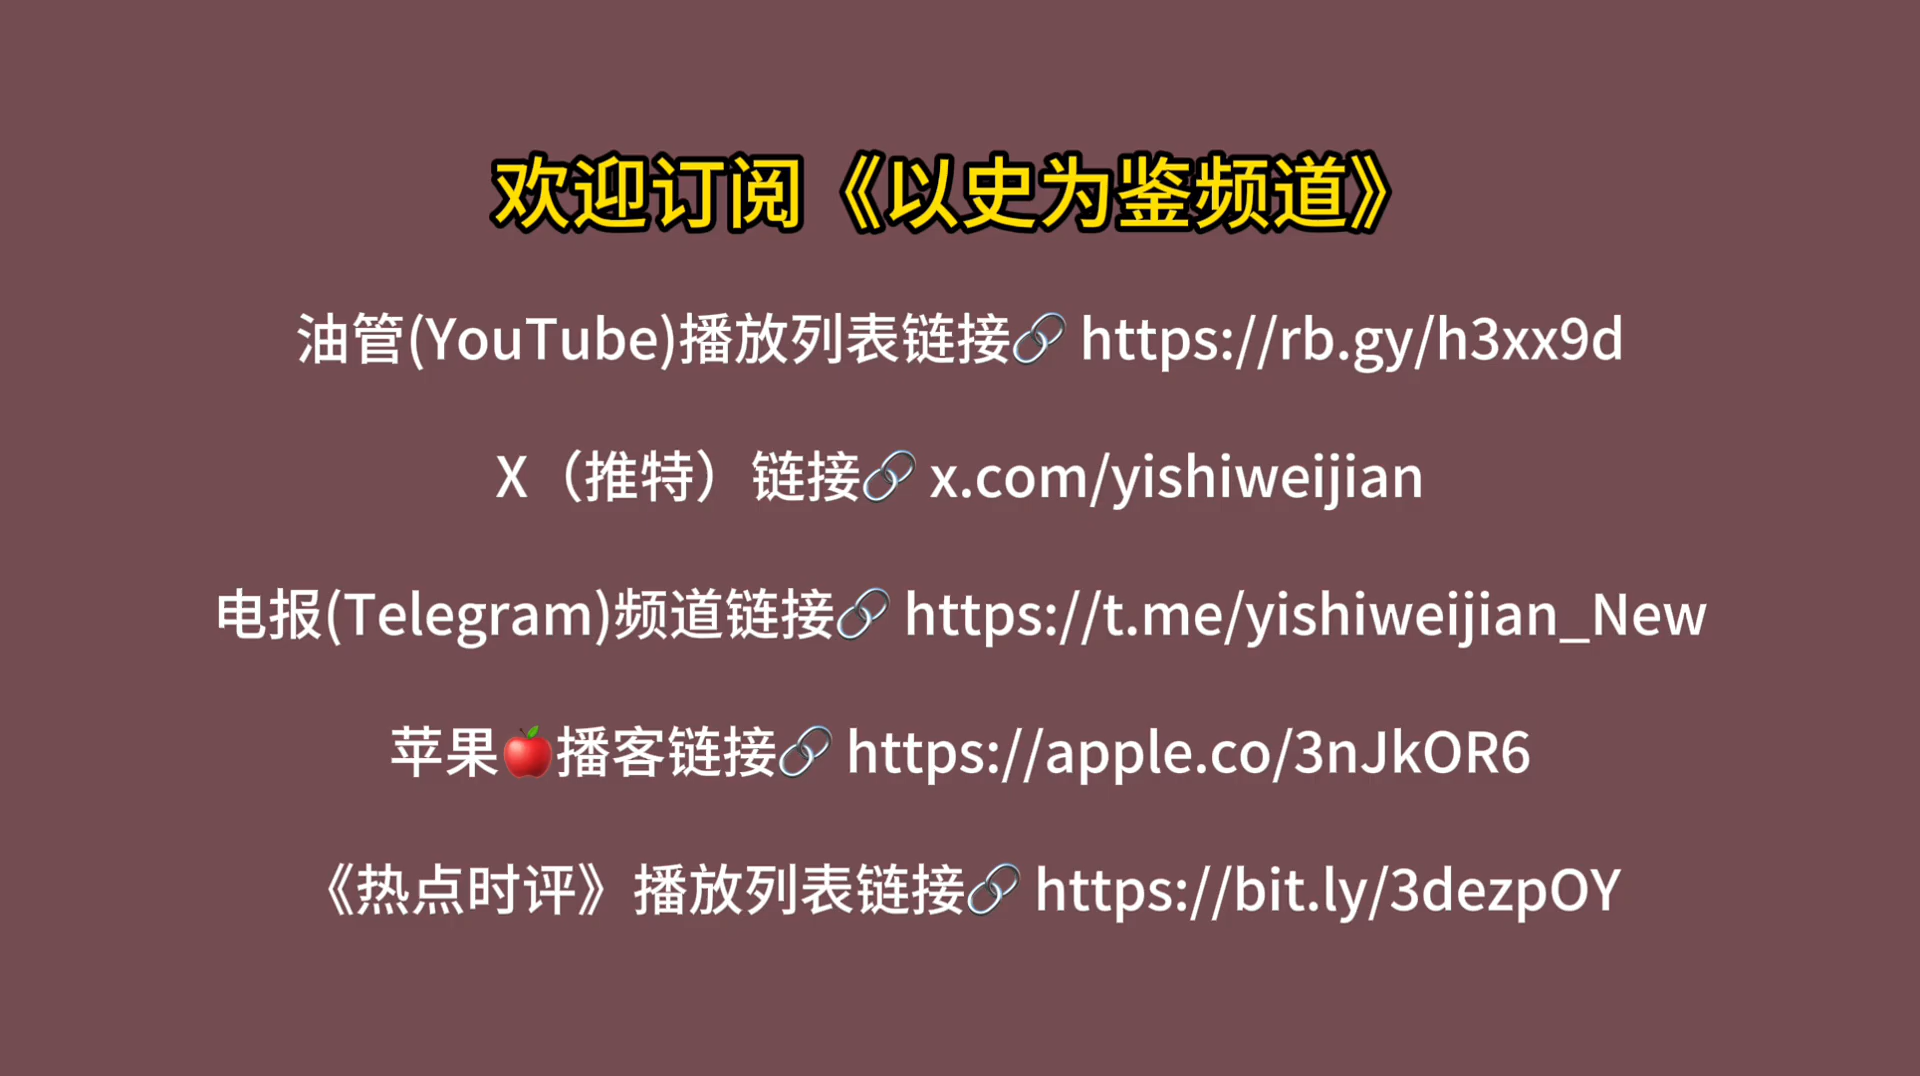 欢迎订阅《以史为鉴频道》
油管(YouTube)播放列表链接🔗 https://rb.gy/h3xx9d
X（推特）链接🔗 x.com/yishiweijian
电报(Telegram)频道链接🔗 https://t.me/yishiweijian_New
苹果🍎播客链接🔗 https://apple.co/3nJkOR6
《热点时评》播放列表链接🔗 https://bit.ly/3dezpOY